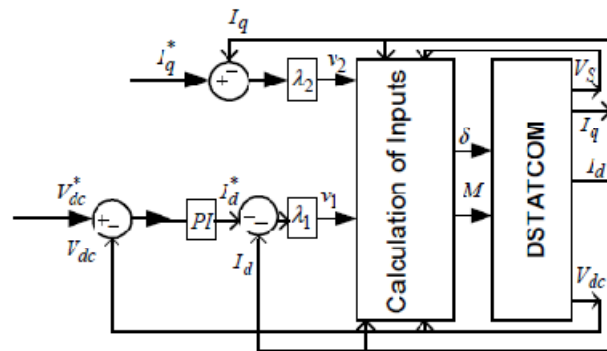 I_q
I_q^*
+ −
λ_2
v_2
V_S
I_q
I_d
δ
M
Calculation of Inputs
DSTATCOM
V_dc^*
+ −
V_dc
PI
I_d^*
− −
λ_1
v_1
I_d
V_dc